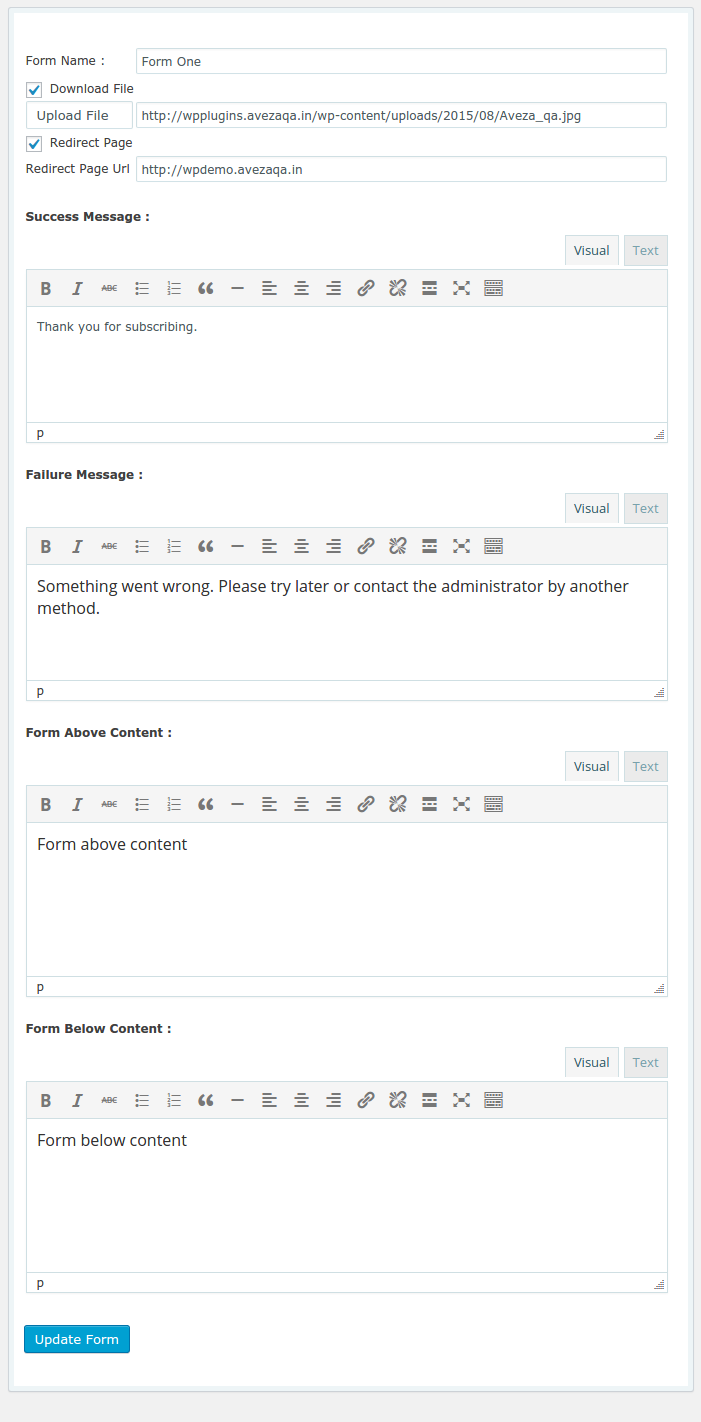 Form Name : Form One
Download File
Upload File http://wpplugins.avezaqa.in/wp-content/uploads/2015/08/Aveza_qa.jpg
Redirect Page
Redirect Page Url http://wpdemo.avezaqa.in
Success Message :
Visual Text
B I ABC
Thank you for subscribing.
p
Failure Message :
Visual Text
B I ABC
Something went wrong. Please try later or contact the administrator by another
method.
p
Form Above Content :
Visual Text
B I ABC
Form above content
p
Form Below Content :
Visual Text
B I ABC
Form below content
p
Update Form